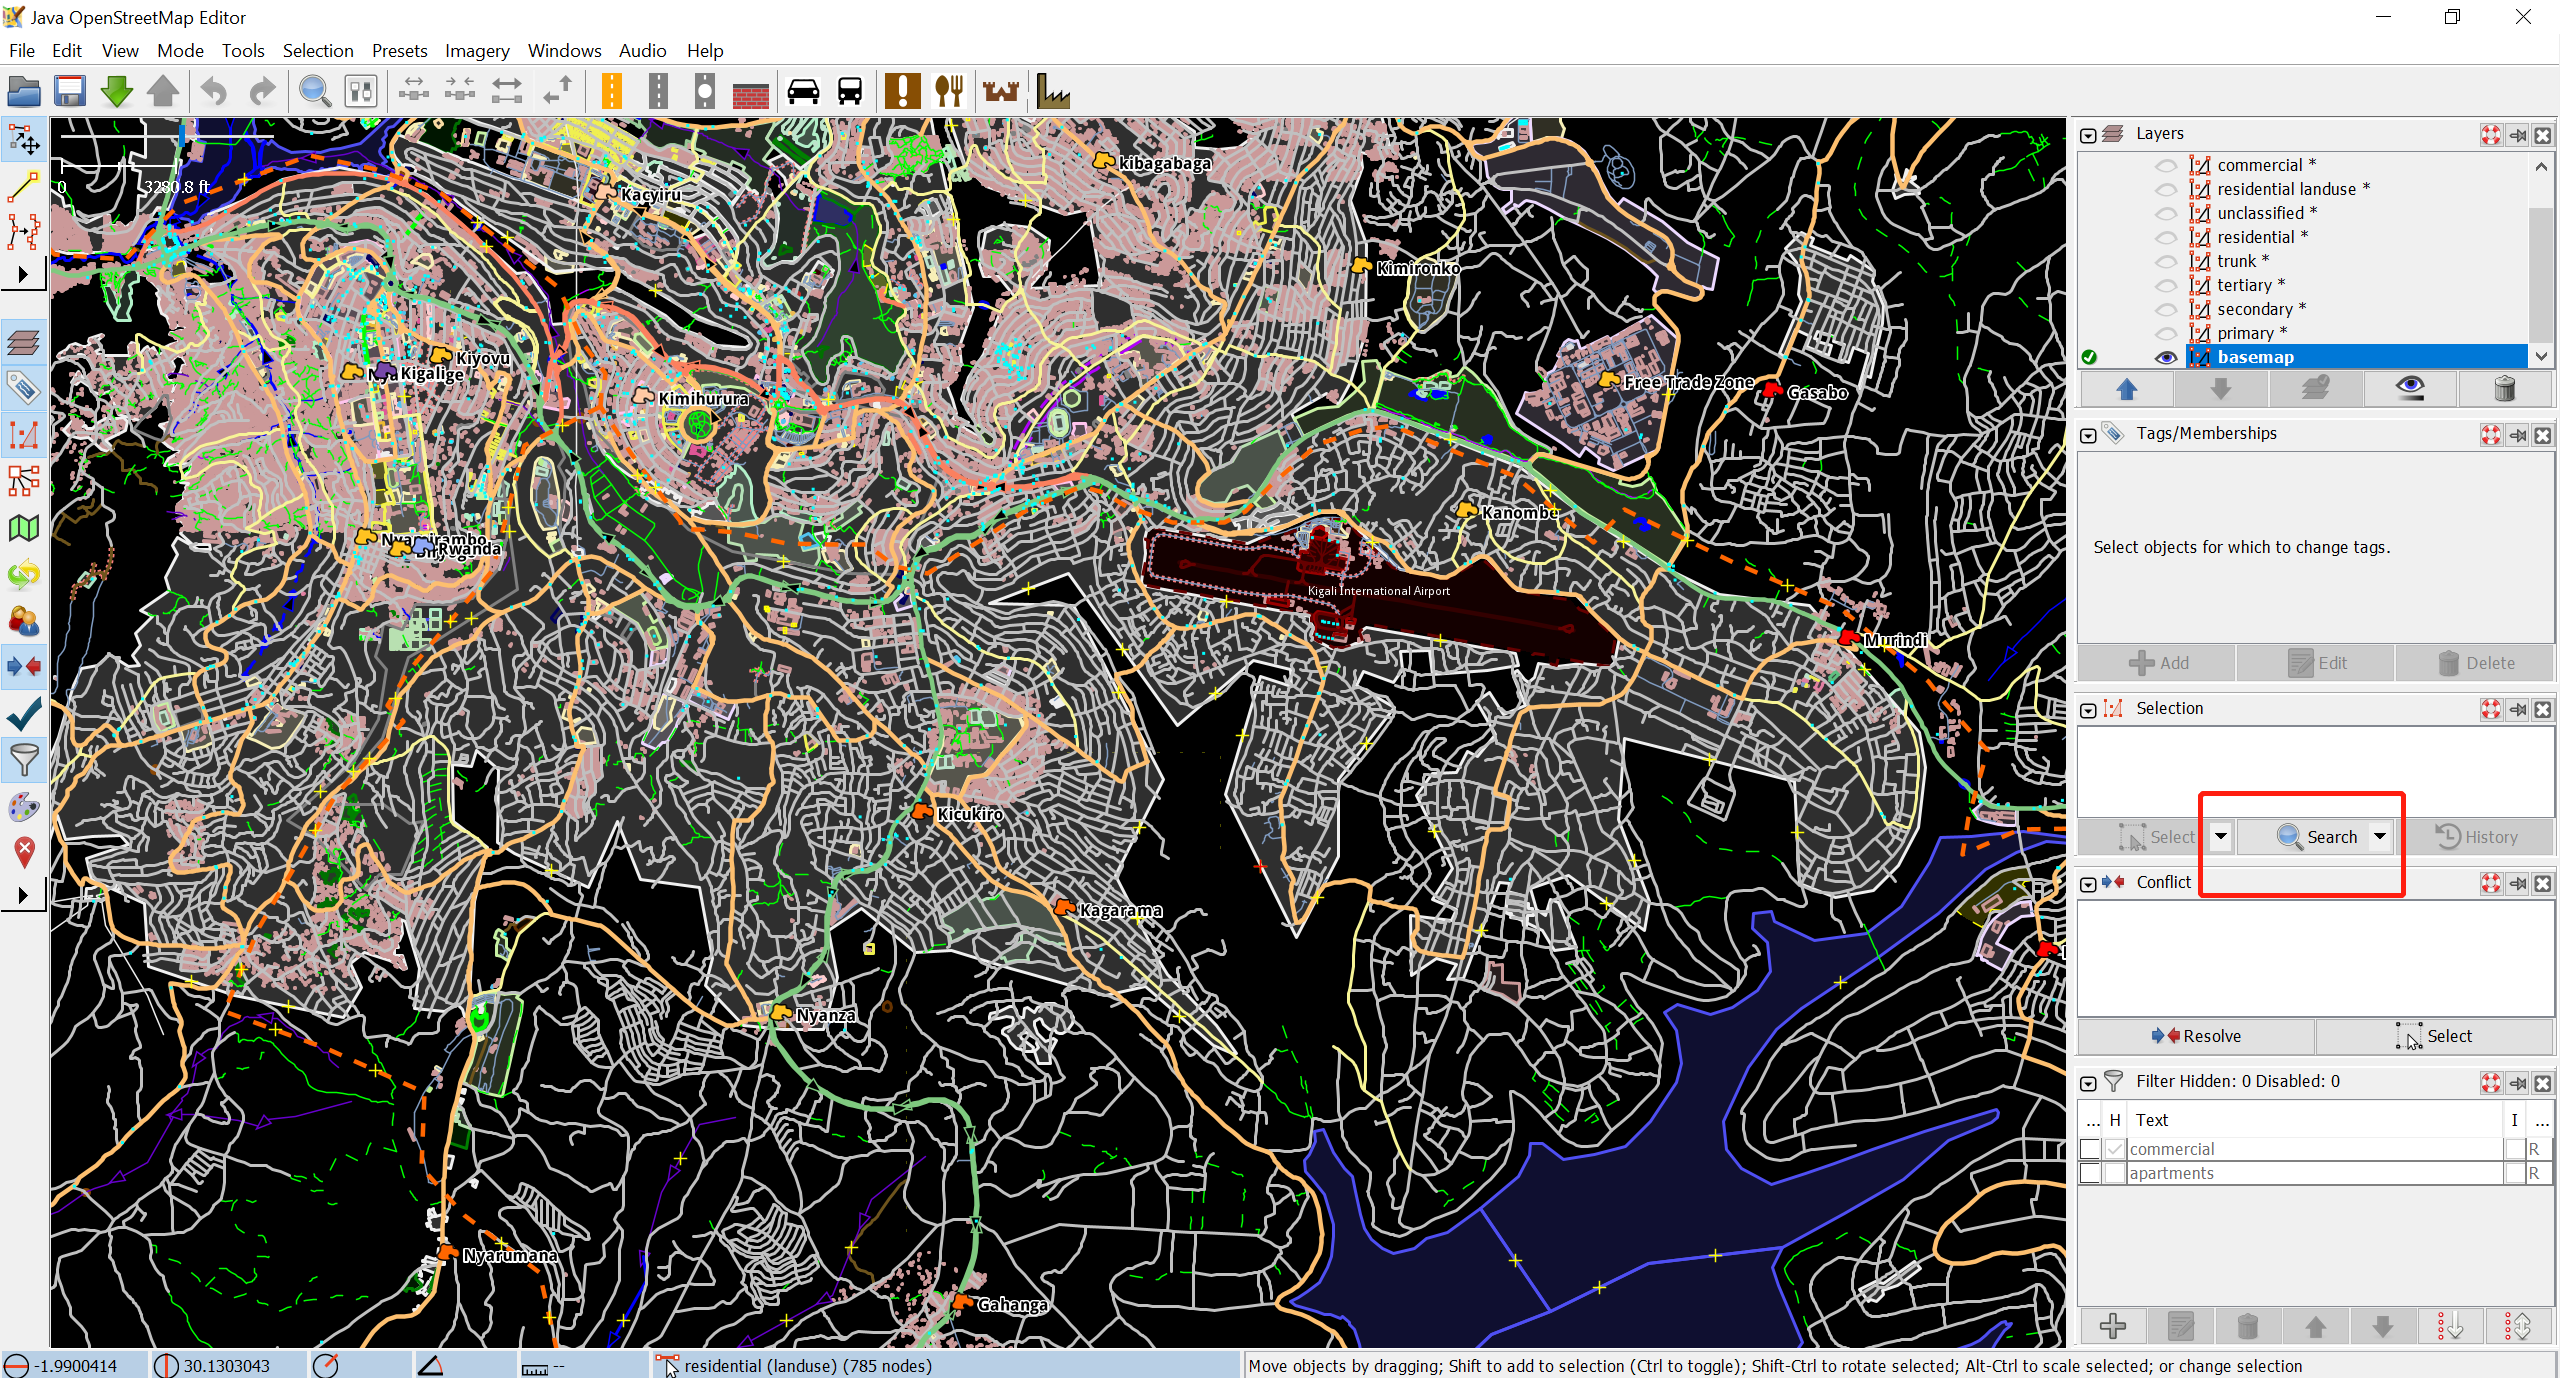 Java OpenStreetMap Editor
File Edit View Mode Tools Selection Presets Imagery Windows Audio Help
0 3280.8 ft
kibagabaga
Kacyiru
Kimironko
Kiyovu
Kigalige
Kimihurura
Free Trade Zone
Gasabo
Kanombe
Nyamirambo
Rwanda
Kigali International Airport
Murindi
Kicukiro
Kagarama
Nyanza
Nyarumana
Gahanga
Layers
commercial *
residential landuse *
unclassified *
residential *
trunk *
tertiary *
secondary *
primary *
basemap
Tags/Memberships
Select objects for which to change tags.
Add Edit Delete
Selection
Select Search History
Conflict
Resolve Select
Filter Hidden: 0 Disabled: 0
... H Text I ...
commercial R
apartments R
-1.9900414 30.1303043 -- residential (landuse) (785 nodes) Move objects by dragging; Shift to add to selection (Ctrl to toggle); Shift-Ctrl to rotate selected; Alt-Ctrl to scale selected; or change selection